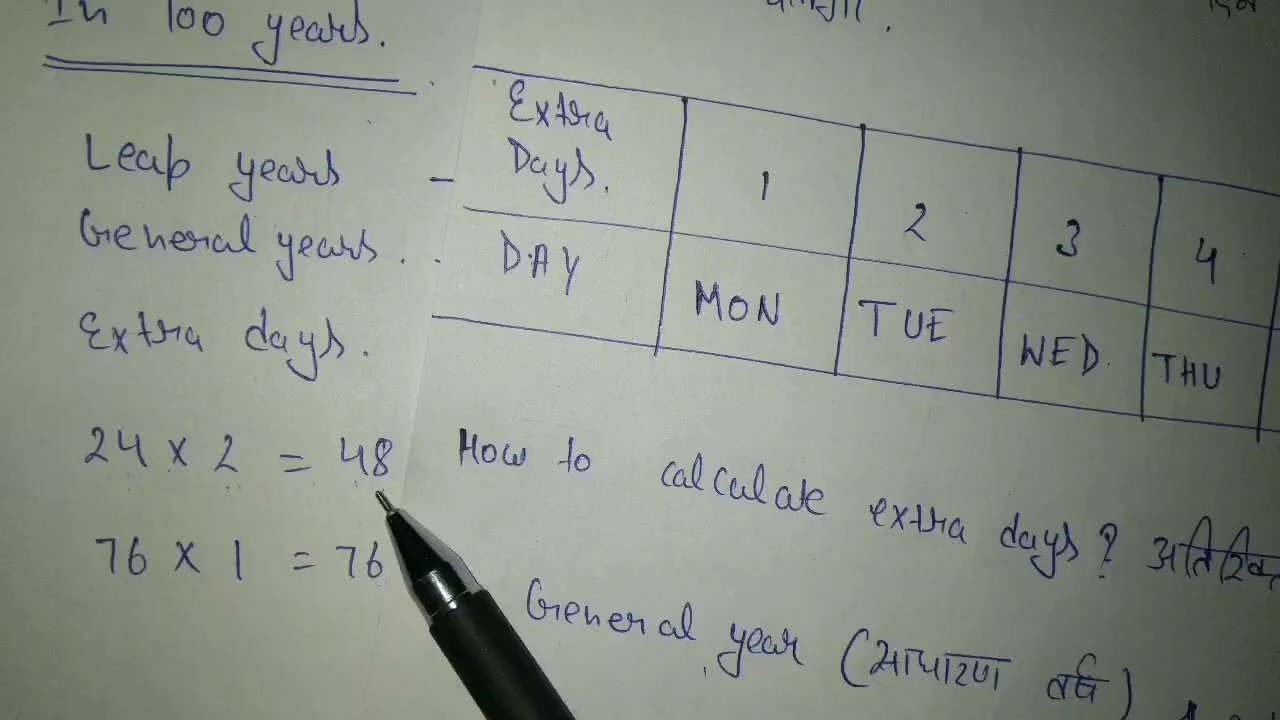 In 100 years.
Leap years -
General years. ..
Extra days.
24 x 2 = 48
76 x 1 = 76
Extra Days. 1 2 3 4
DAY MON TUE WED. THU
How to calculate extra days?
General year (साधारण वर्ष)